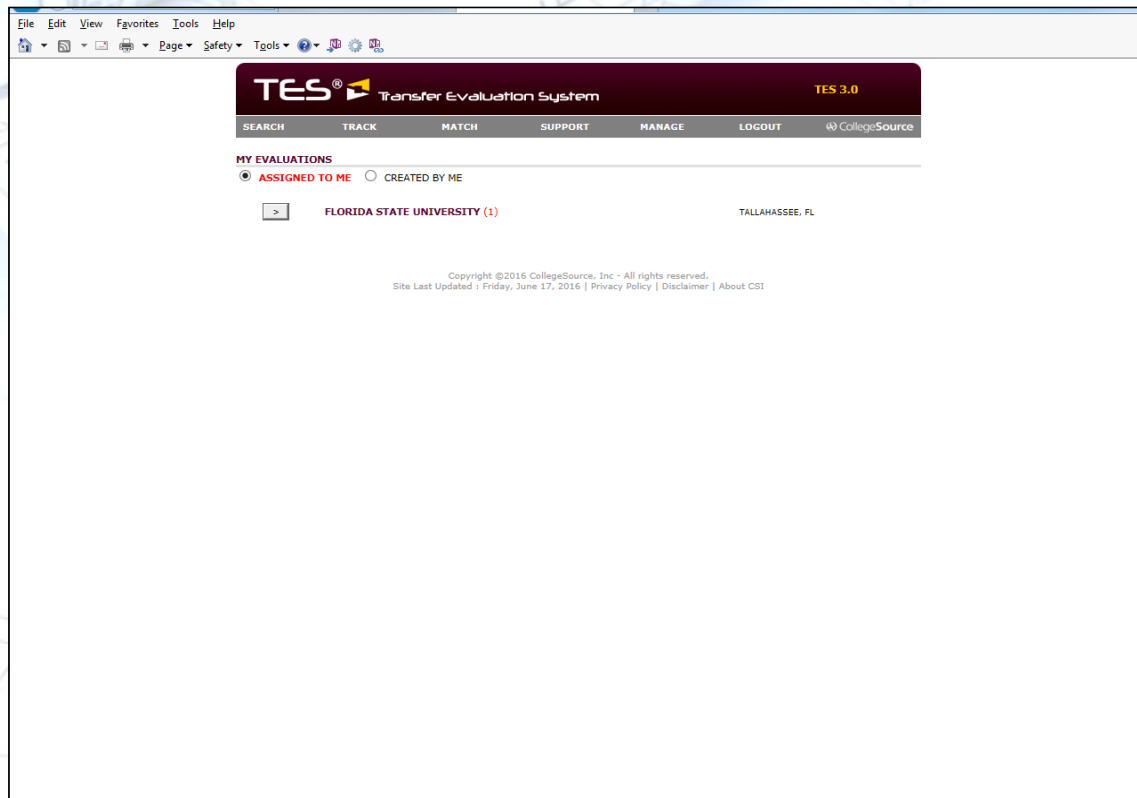 File Edit View Favorites Tools Help
Page Safety Tools
TES® Transfer Evaluation System TES 3.0
SEARCH TRACK MATCH SUPPORT MANAGE LOGOUT CollegeSource
MY EVALUATIONS
ASSIGNED TO ME CREATED BY ME
> FLORIDA STATE UNIVERSITY (1) TALLAHASSEE, FL
Copyright ©2016 CollegeSource, Inc - All rights reserved.
Site Last Updated : Friday, June 17, 2016 | Privacy Policy | Disclaimer | About CSI